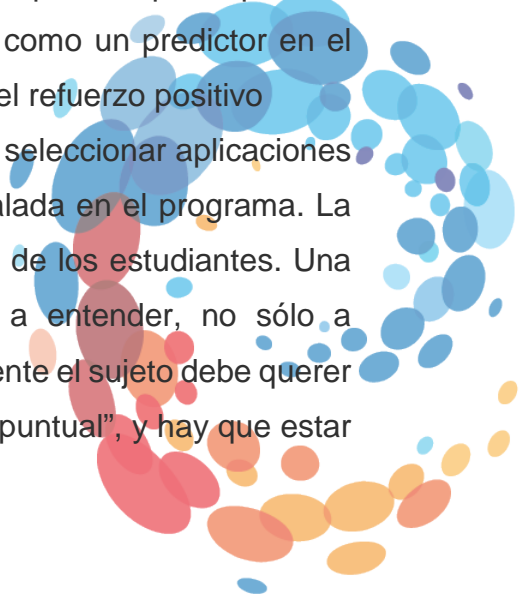 como un predictor en el
el refuerzo positivo
seleccionar aplicaciones
alada en el programa. La
de los estudiantes. Una
a entender, no sólo a
ente el sujeto debe querer
puntual”, y hay que estar